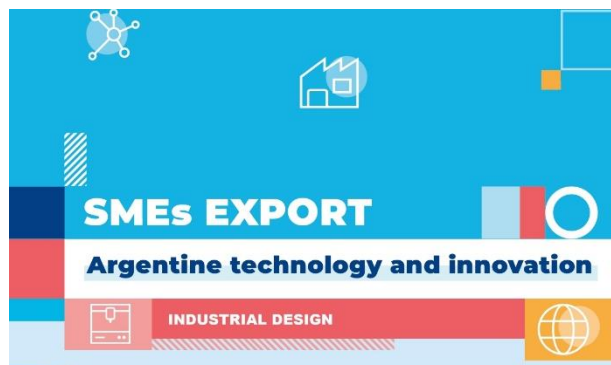 SMEs EXPORT
Argentine technology and innovation
INDUSTRIAL DESIGN